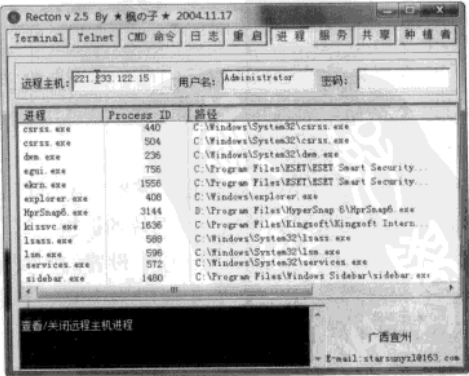 Recton v 2.5 By ★枫の子★ 2004.11.17
Terminal Telnet CMD 命令 日 志 重 启 进 程 服 务 共 享 种 植 者
远程主机: 221.233.122.15 用户名: Administrator 密码:
进程 Process ID 路径
csrss.exe 440 C:\Windows\System32\csrss.exe
csrss.exe 504 C:\Windows\System32\csrss.exe
dwm.exe 236 C:\Windows\System32\dwm.exe
egui.exe 756 C:\Program Files\ESET\ESET Smart Security...
ekrn.exe 1556 C:\Program Files\ESET\ESET Smart Security...
explorer.exe 408 C:\Windows\explorer.exe
HprSnap6.exe 3144 D:\Program Files\HyperSnap 6\HprSnap6.exe
kissvc.exe 1636 C:\Program Files\Kingsoft\Kingsoft Intern...
lsass.exe 588 C:\Windows\System32\lsass.exe
lsm.exe 596 C:\Windows\System32\lsm.exe
services.exe 572 C:\Windows\System32\services.exe
sidebar.exe 1480 C:\Program Files\Windows Sidebar\sidebar.exe
查看/关闭远程主机进程
广西宜州
E-mail:starsunyzl@163.com